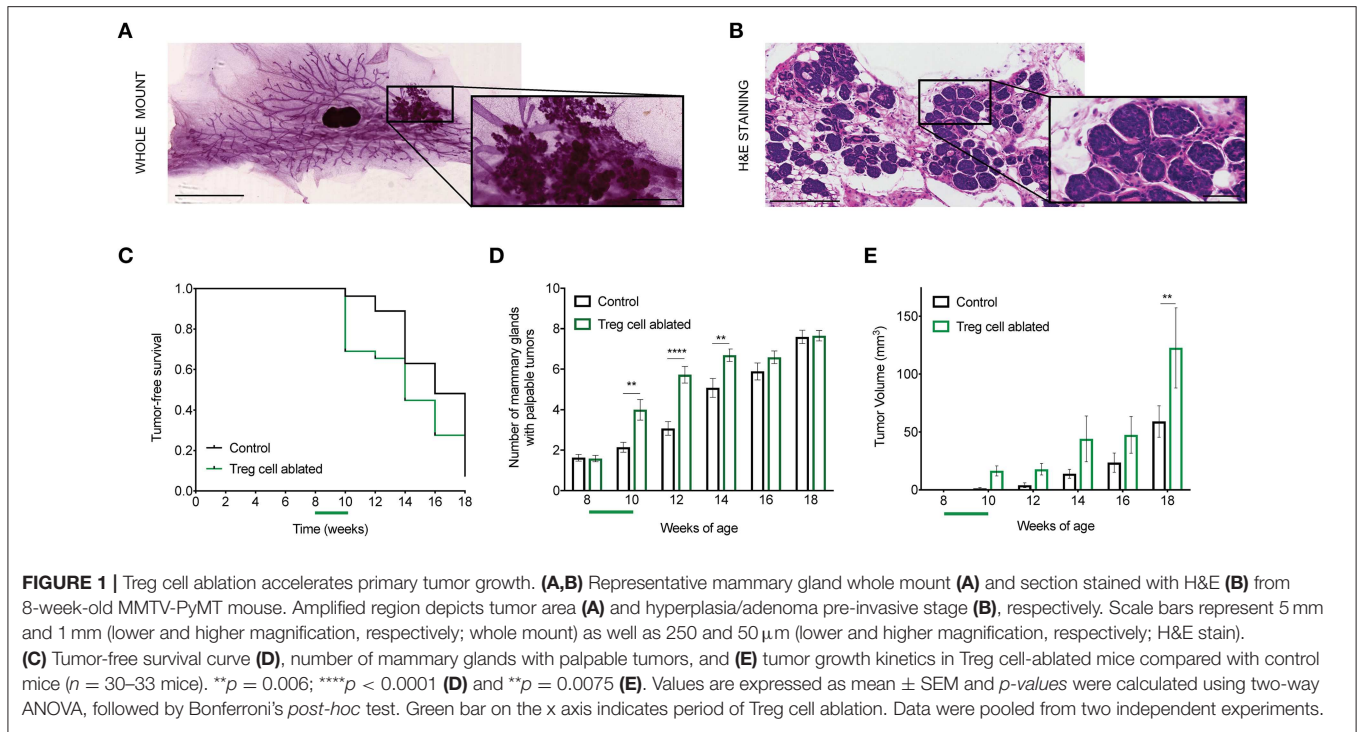 A
B
WHOLE MOUNT
H&E STAINING
C
D
E
Tumor-free survival
1.0
0.8
0.6
0.4
0.2
0.0
Control
Treg cell ablated
0 2 4 6 8 10 12 14 16 18
Time (weeks)
Number of mammary glands
with palpable tumors
10
8
6
4
2
0
Control
Treg cell ablated
**
****
**
8 10 12 14 16 18
Weeks of age
Tumor Volume (mm3)
150
100
50
0
Control
Treg cell ablated
**
8 10 12 14 16 18
Weeks of age
FIGURE 1 | Treg cell ablation accelerates primary tumor growth. (A,B) Representative mammary gland whole mount (A) and section stained with H&E (B) from
8-week-old MMTV-PyMT mouse. Amplified region depicts tumor area (A) and hyperplasia/adenoma pre-invasive stage (B), respectively. Scale bars represent 5 mm
and 1 mm (lower and higher magnification, respectively; whole mount) as well as 250 and 50 μm (lower and higher magnification, respectively; H&E stain).
(C) Tumor-free survival curve (D), number of mammary glands with palpable tumors, and (E) tumor growth kinetics in Treg cell-ablated mice compared with control
mice (n = 30–33 mice). **p = 0.006; ****p < 0.0001 (D) and **p = 0.0075 (E). Values are expressed as mean ± SEM and p-values were calculated using two-way
ANOVA, followed by Bonferroni's post-hoc test. Green bar on the x axis indicates period of Treg cell ablation. Data were pooled from two independent experiments.